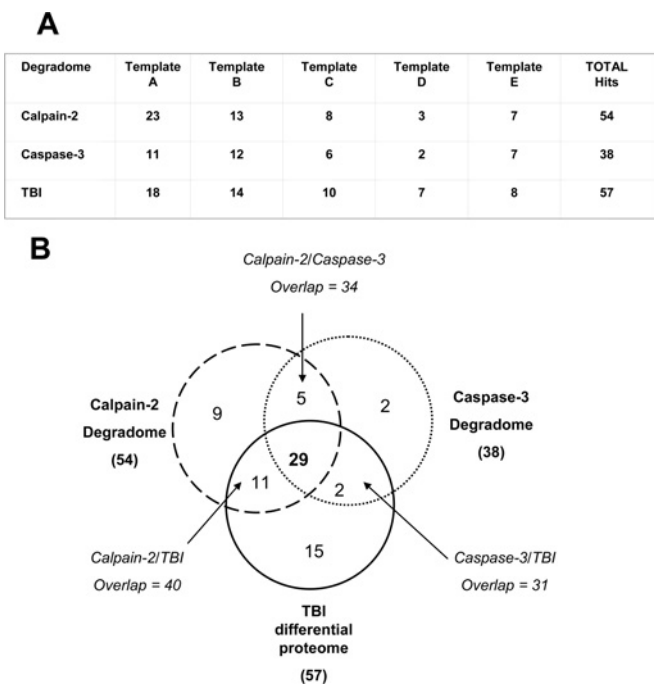 A
Degradome Template A Template B Template C Template D Template E TOTAL Hits
Calpain-2 23 13 8 3 7 54
Caspase-3 11 12 6 2 7 38
TBI 18 14 10 7 8 57
B
Calpain-2/Caspase-3
Overlap = 34
Calpain-2
Degradome
(54)
9
5
2
Caspase-3
Degradome
(38)
29
11
2
15
Calpain-2/TBI
Overlap = 40
Caspase-3/TBI
Overlap = 31
TBI
differential
proteome
(57)